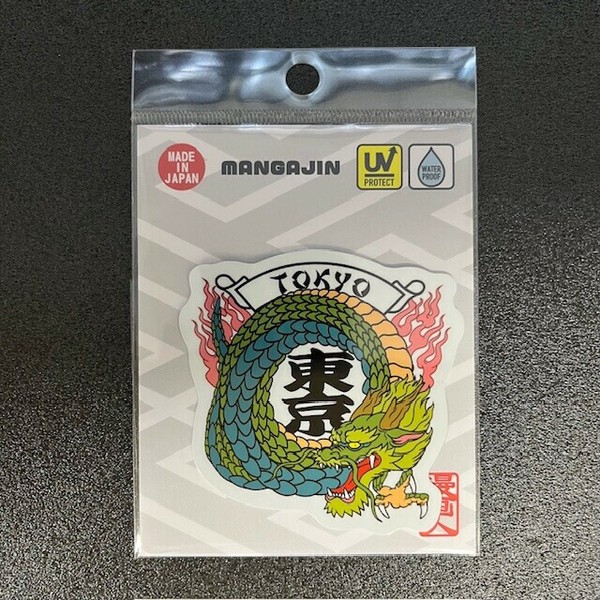 MADE
IN
JAPAN
MANGAJIN
UV
PROTECT
WATER
PROOF
TOKYO
東
京